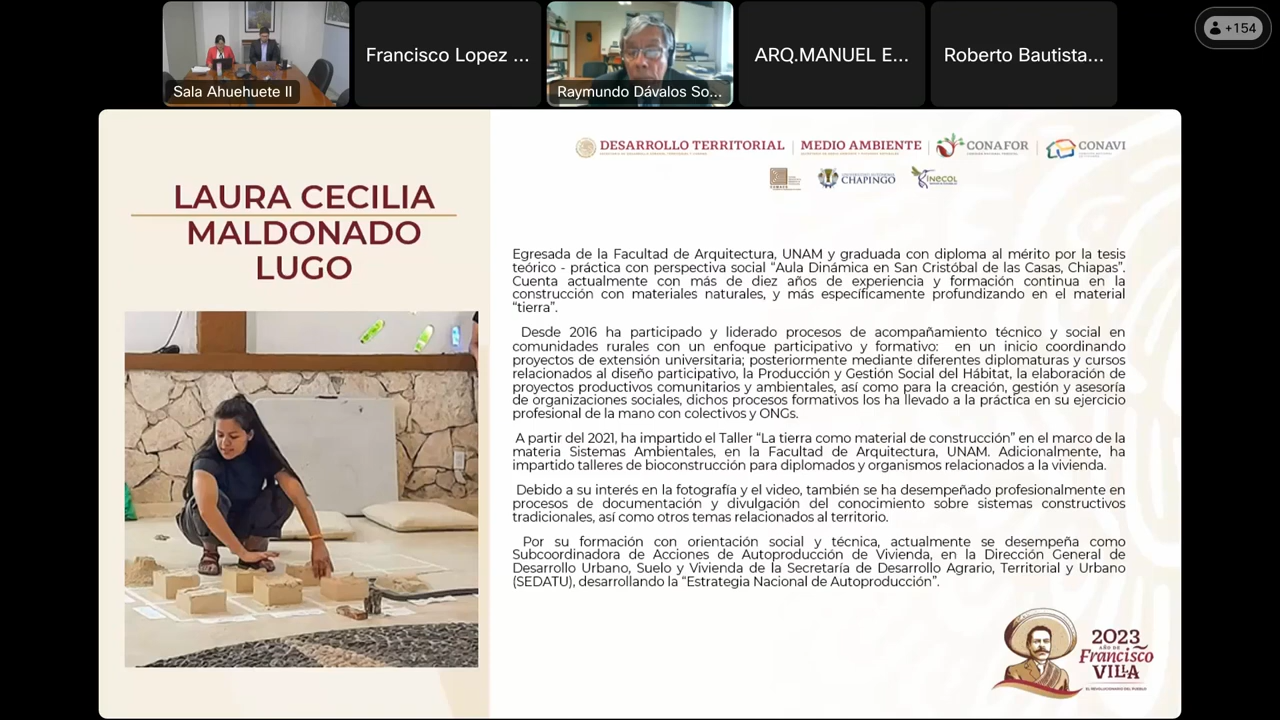 +154
Francisco Lopez ...
ARQ.MANUEL E...
Roberto Bautista...
Sala Ahuehuete II
Raymundo Dávalos So...
DESARROLLO TERRITORIAL
MEDIO AMBIENTE
CONAFOR
CONAVI
CHAPINGO
inecol
LAURA CECILIA
MALDONADO
LUGO
Egresada de la Facultad de Arquitectura, UNAM y graduada con diploma al mérito por la tesis
teórico - práctica con perspectiva social “Aula Dinámica en San Cristóbal de las Casas, Chiapas”.
Cuenta actualmente con más de diez años de experiencia y formación continua en la
construcción con materiales naturales, y más específicamente profundizando en el material
“tierra”.
Desde 2016 ha participado y liderado procesos de acompañamiento técnico y social en
comunidades rurales con un enfoque participativo y formativo: en un inicio coordinando
proyectos de extensión universitaria; posteriormente mediante diferentes diplomaturas y cursos
relacionados al diseño participativo, la Producción y Gestión Social del Hábitat, la elaboración de
proyectos productivos comunitarios y ambientales, así como para la creación, gestión y asesoría
de organizaciones sociales, dichos procesos formativos los ha llevado a la práctica en su ejercicio
profesional de la mano con colectivos y ONGs.
A partir del 2021, ha impartido el Taller “La tierra como material de construcción” en el marco de la
materia Sistemas Ambientales, en la Facultad de Arquitectura, UNAM. Adicionalmente, ha
impartido talleres de bioconstrucción para diplomados y organismos relacionados a la vivienda.
Debido a su interés en la fotografía y el video, también se ha desempeñado profesionalmente en
procesos de documentación y divulgación del conocimiento sobre sistemas constructivos
tradicionales, así como otros temas relacionados al territorio.
Por su formación con orientación social y técnica, actualmente se desempeña como
Subcoordinadora de Acciones de Autoproducción de Vivienda, en la Dirección General de
Desarrollo Urbano, Suelo y Vivienda de la Secretaría de Desarrollo Agrario, Territorial y Urbano
(SEDATU), desarrollando la “Estrategia Nacional de Autoproducción”.
2023
AÑO DE
Francisco
VILLA
EL REVOLUCIONARIO DEL PUEBLO